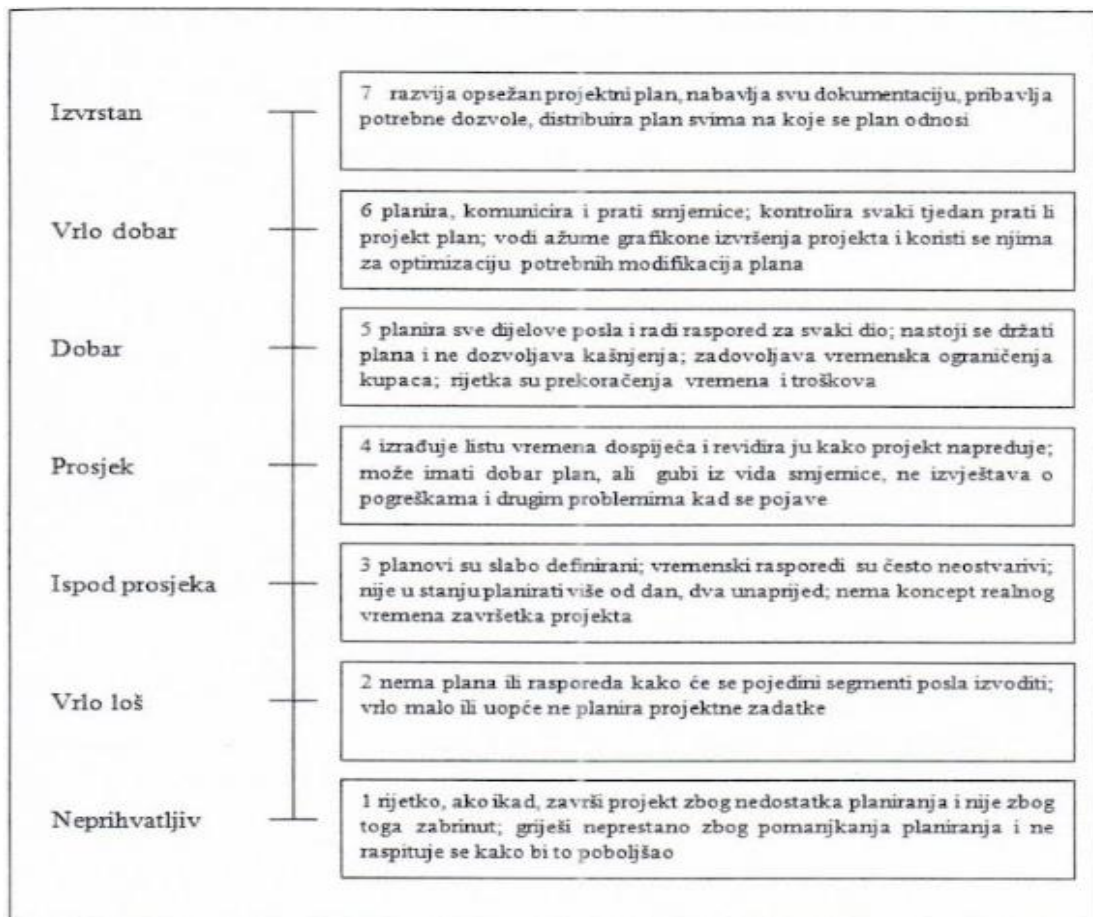 Izvrstan
7 razvija opsežan projektni plan, nabavlja svu dokumentaciju, pribavlja
potrebne dozvole, distribuira plan svima na koje se plan odnosi
Vrlo dobar
6 planira, komunicira i prati smjernice; kontrolira svaki tjedan prati li
projekt plan; vodi ažurne grafikone izvršenja projekta i koristi se njima
za optimizaciju potrebnih modifikacija plana
Dobar
5 planira sve dijelove posla i radi raspored za svaki dio; nastoji se držati
plana i ne dozvoljava kašnjenja; zadovoljava vremenska ograničenja
kupaca; rijetka su prekoračenja vremena i troškova
Prosjek
4 izrađuje listu vremena dospijeća i revidira ju kako projekt napreduje;
može imati dobar plan, ali gubi iz vida smjernice, ne izvještava o
pogreškama i drugim problemima kad se pojave
Ispod prosjeka
3 planovi su slabo definirani; vremenski rasporedi su često neostvarivi;
nije u stanju planirati više od dan, dva unaprijed; nema koncept realnog
vremena završetka projekta
Vrlo loš
2 nema plana ili rasporeda kako će se pojedini segmenti posla izvoditi;
vrlo malo ili uopće ne planira projektne zadatke
Neprihvatljiv
1 rijetko, ako ikad, završi projekt zbog nedostatka planiranja i nije zbog
toga zabrinut; griješi neprestano zbog pomanjkanja planiranja i ne
raspituje se kako bi to poboljšao